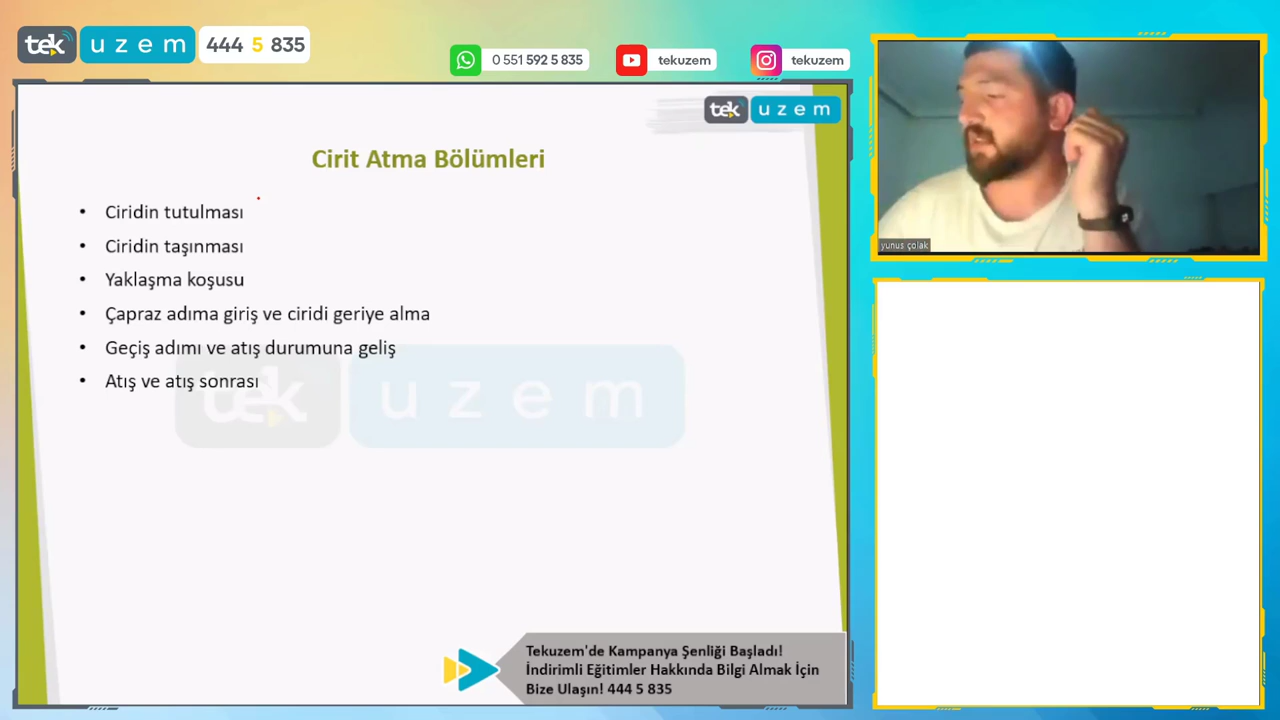 tek uzem 444 5 835
0 551 592 5 835
tekuzem
tekuzem
tek uzem
Cirit Atma Bölümleri
• Ciridin tutulması
• Ciridin taşınması
• Yaklaşma koşusu
• Çapraz adıma giriş ve ciridi geriye alma
• Geçiş adımı ve atış durumuna geliş
• Atış ve atış sonrası
tek uzem
Tekuzem'de Kampanya Şenliği Başladı!
İndirimli Eğitimler Hakkında Bilgi Almak İçin
Bize Ulaşın! 444 5 835
yunus çolak